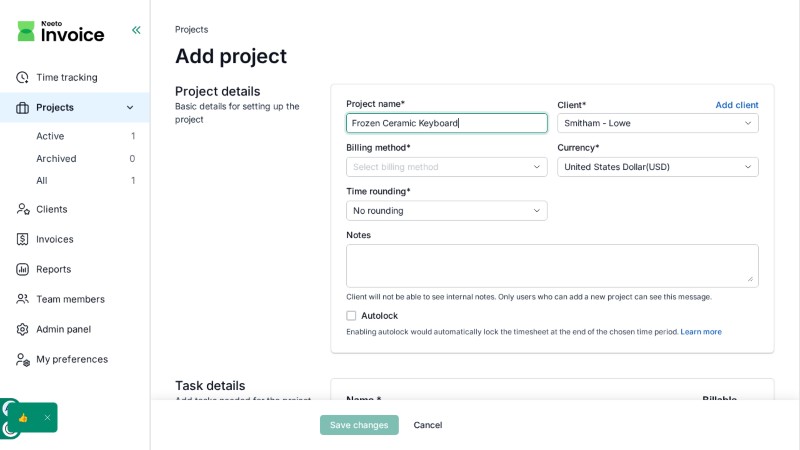 Neeto
Invoice
Time tracking
Projects
Active 1
Archived 0
All 1
Clients
Invoices
Reports
Team members
Admin panel
My preferences
Projects
Add project
Project details
Basic details for setting up the
project
Project name*
Client*
Add client
Frozen Ceramic Keyboard
Smitham - Lowe
Billing method*
Currency*
Select billing method
United States Dollar(USD)
Time rounding*
No rounding
Notes
Client will not be able to see internal notes. Only users who can add a new project can see this message.
Autolock
Enabling autolock would automatically lock the timesheet at the end of the chosen time period. Learn more
Task details
Add tasks needed for the project
Name *
Billable
Save changes
Cancel